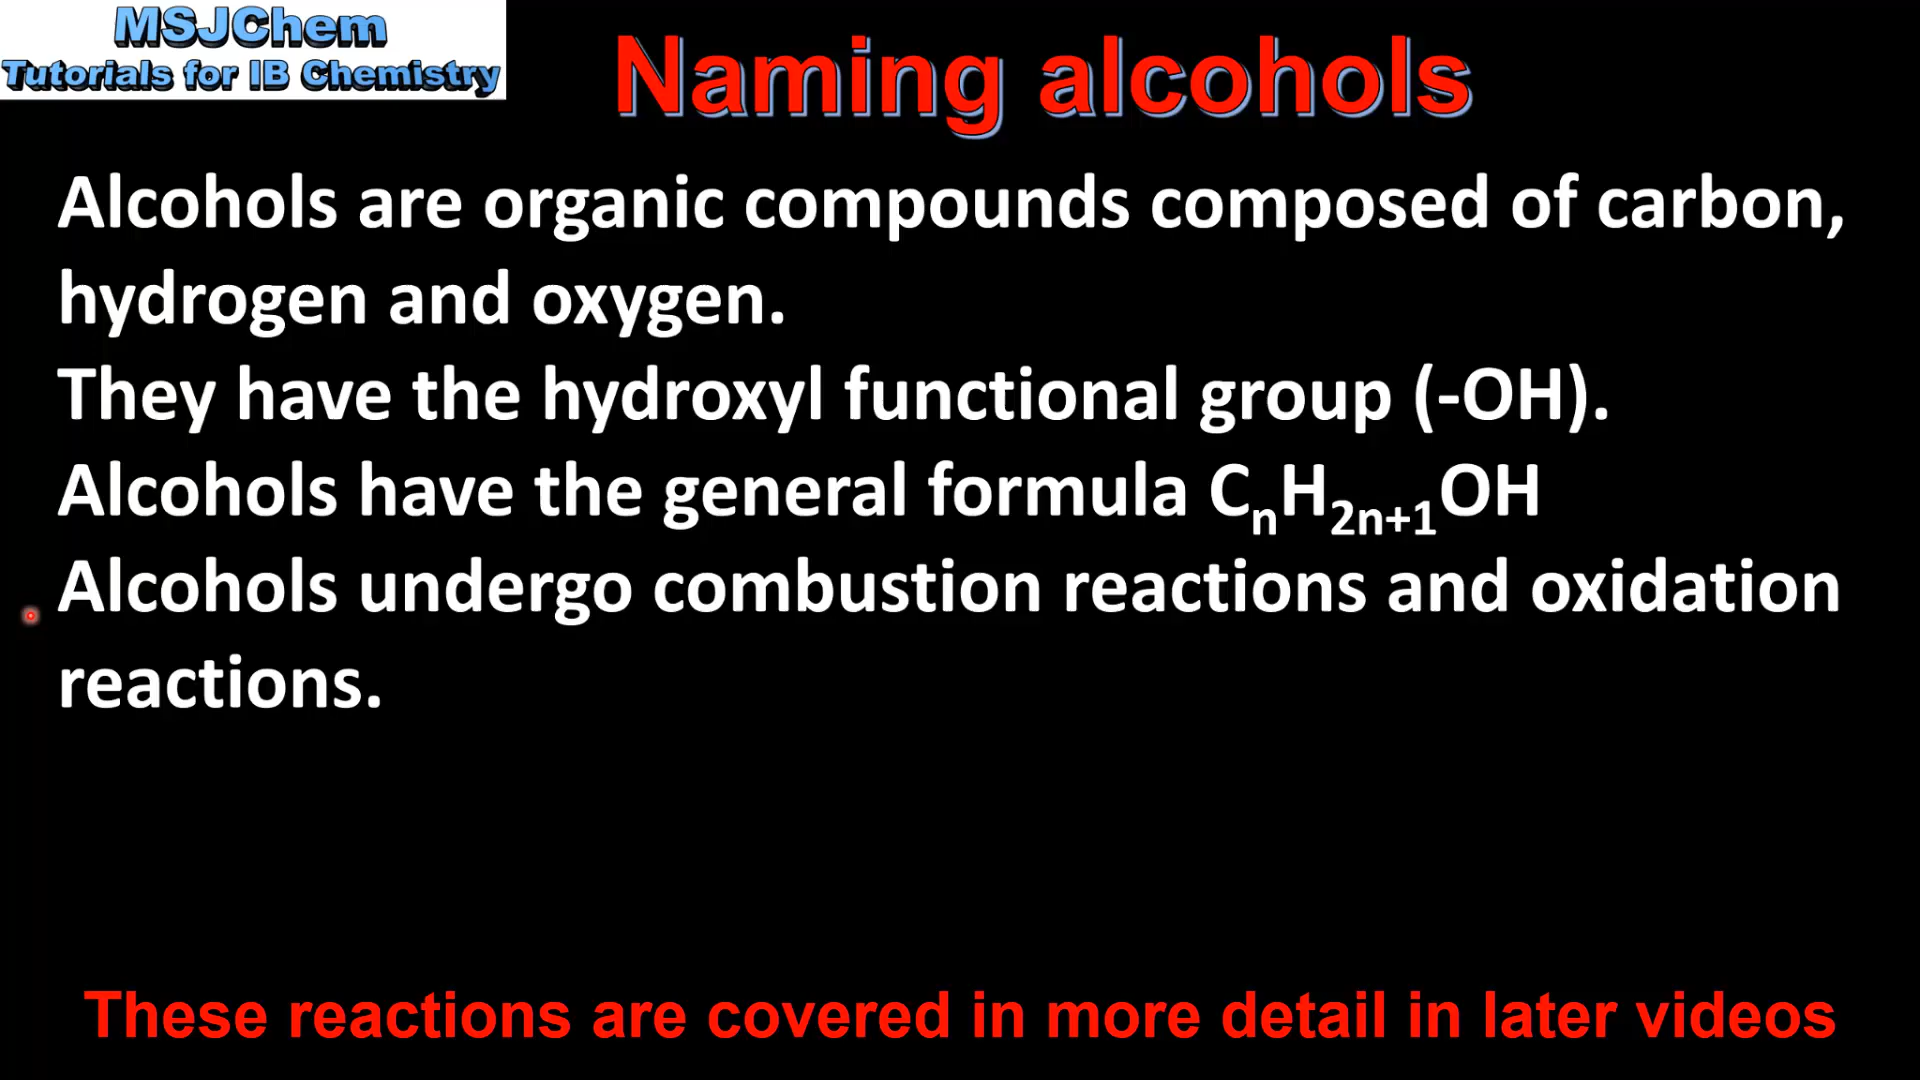 MSJChem
Tutorials for IB Chemistry
Naming alcohols
Alcohols are organic compounds composed of carbon,
hydrogen and oxygen.
They have the hydroxyl functional group (-OH).
Alcohols have the general formula CₙH₂ₙ₊₁OH
Alcohols undergo combustion reactions and oxidation
reactions.
These reactions are covered in more detail in later videos